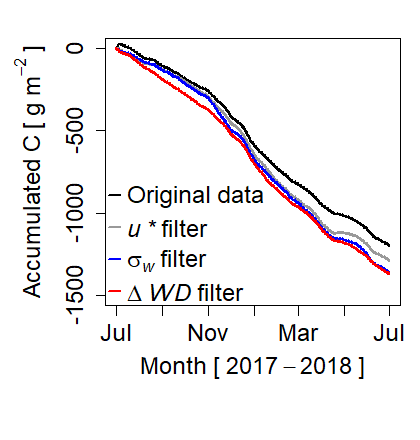 Accumulated C [ g m⁻² ]
0
-500
-1000
-1500
Original data
u * filter
σw filter
Δ WD filter
Jul Nov Mar Jul
Month [ 2017 – 2018 ]